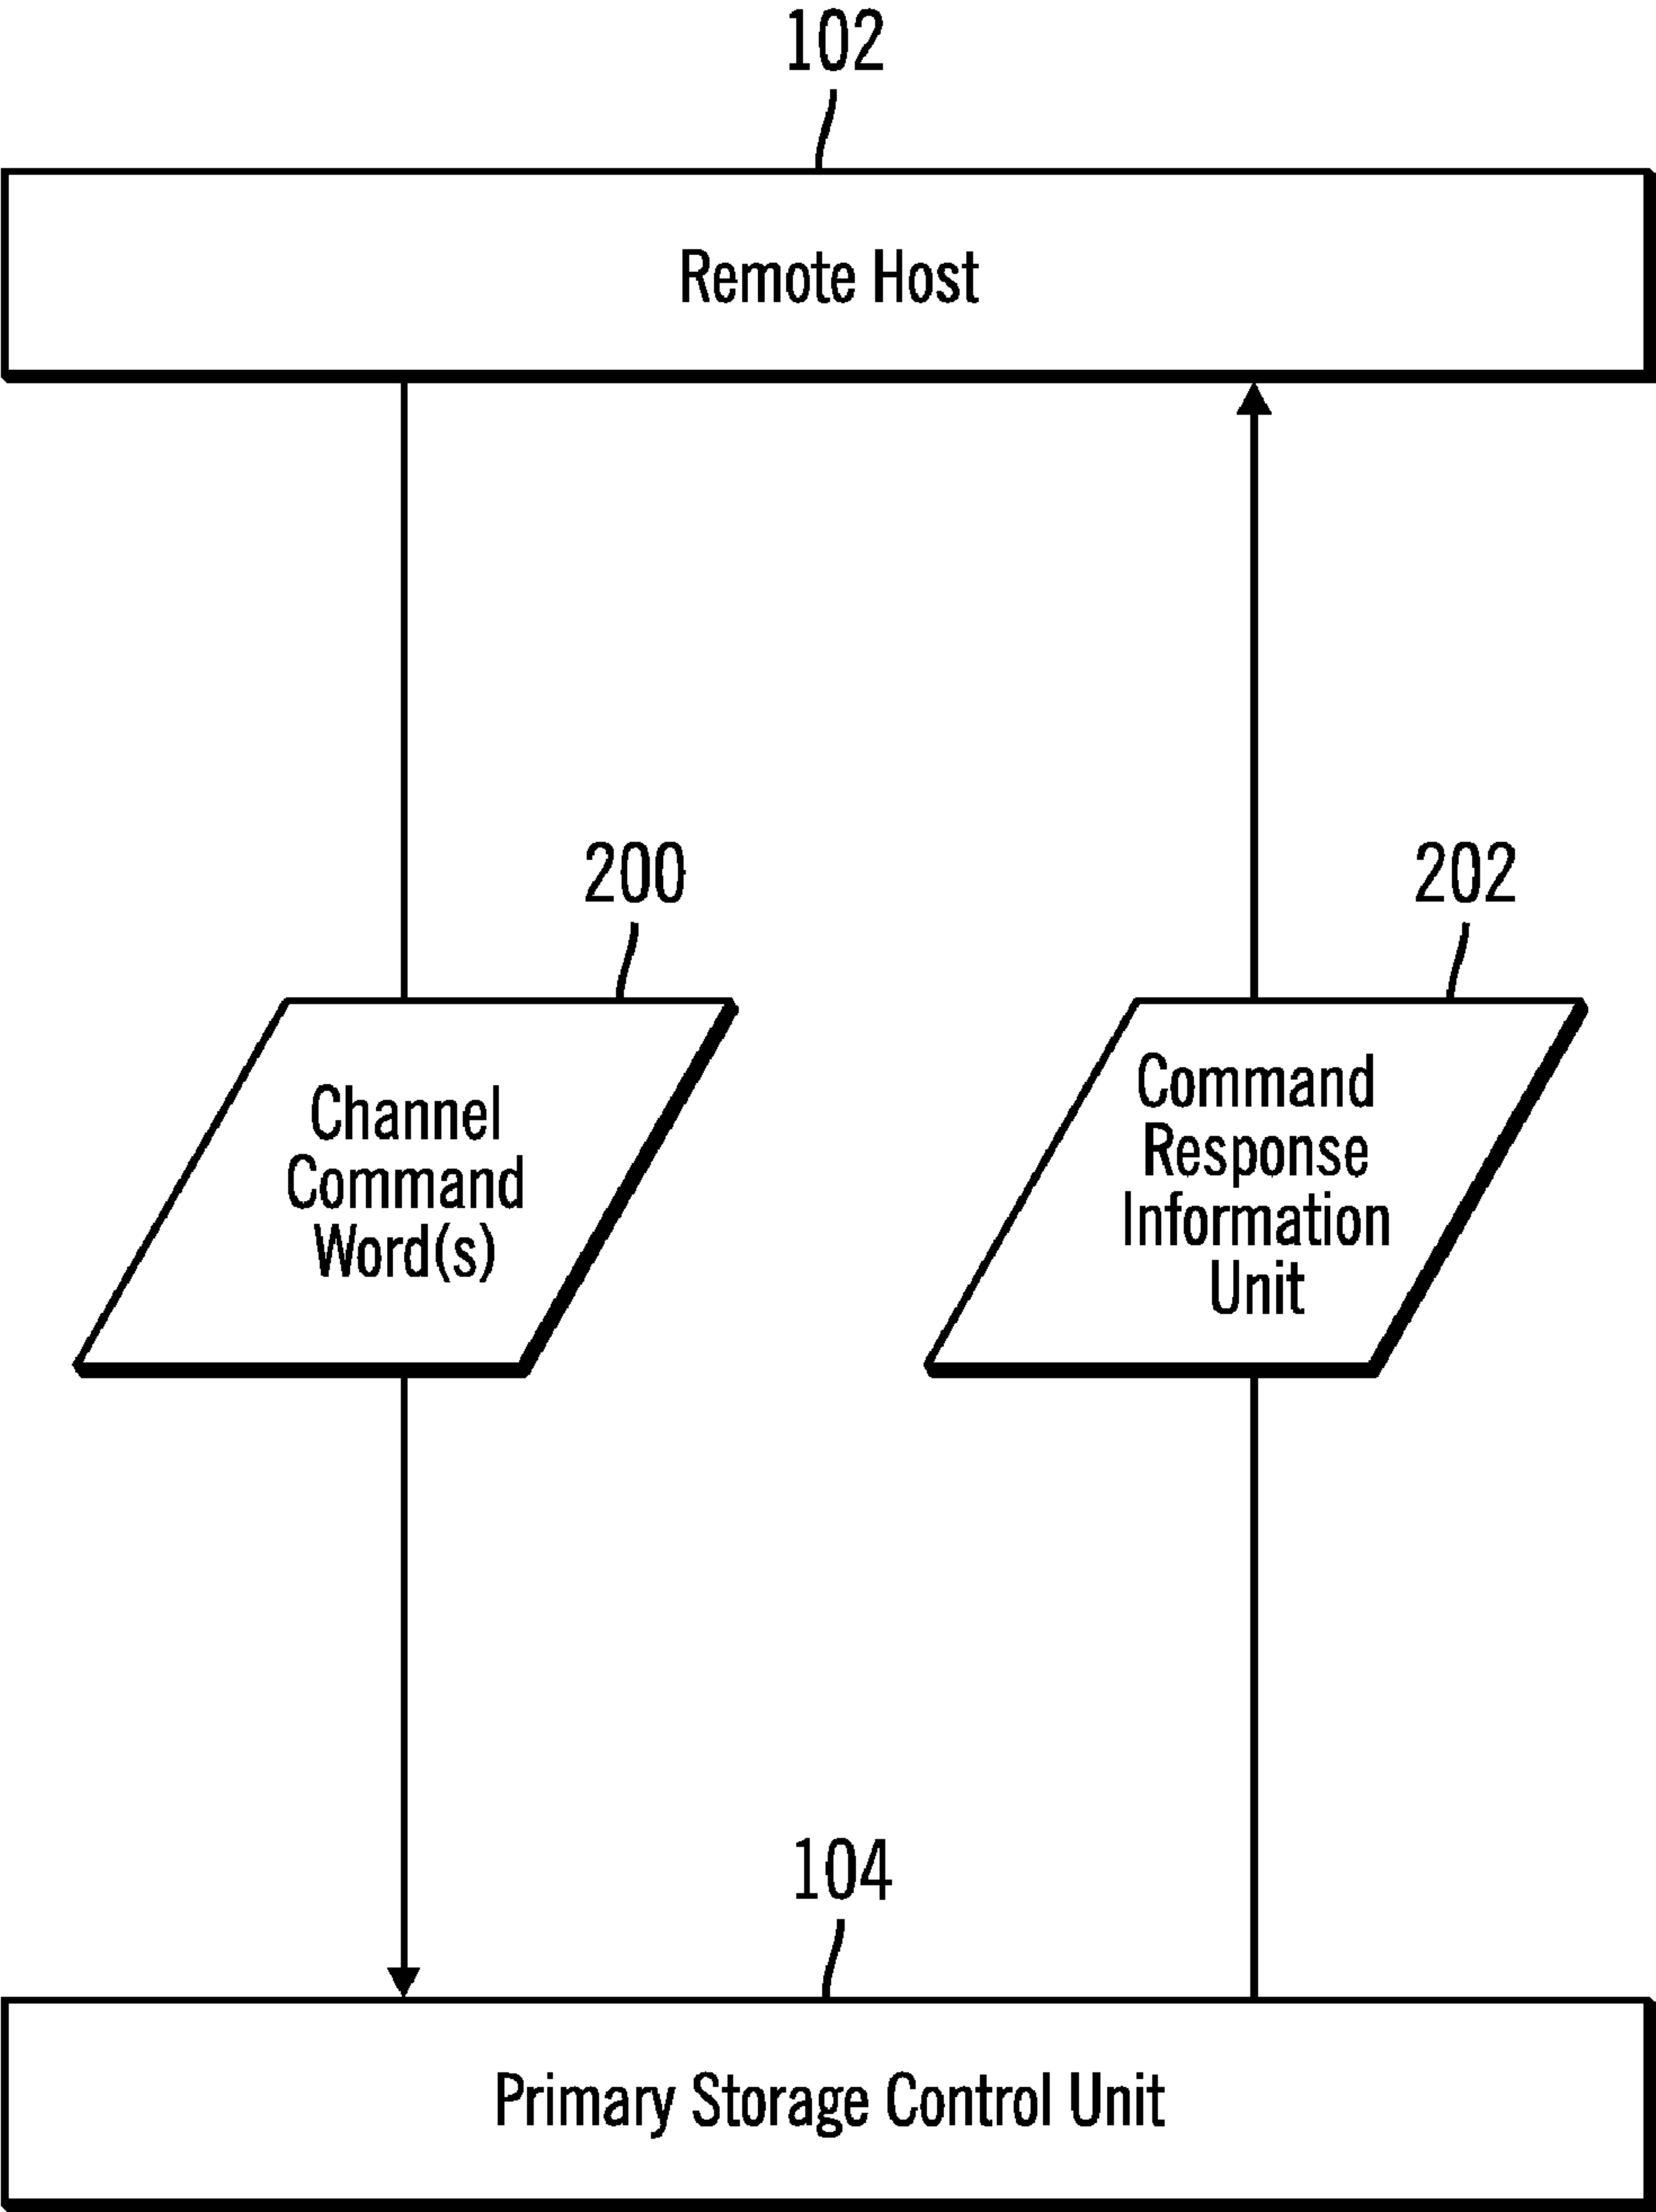 102
Remote Host
200
202
Channel
Command
Word(s)
Command
Response
Information
Unit
104
Primary Storage Control Unit